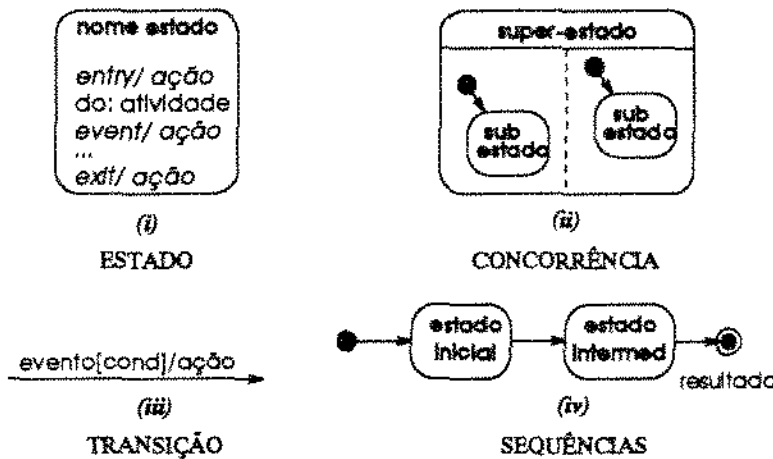 nome estado
entry/ ação
do: atividade
event/ ação
...
exit/ ação
(i)
ESTADO
super-estado
sub
estado
sub
estado
(ii)
CONCORRÊNCIA
evento[cond]/ação
(iii)
TRANSIÇÃO
estado
inicial
estado
intermed
resultado
(iv)
SEQUÊNCIAS